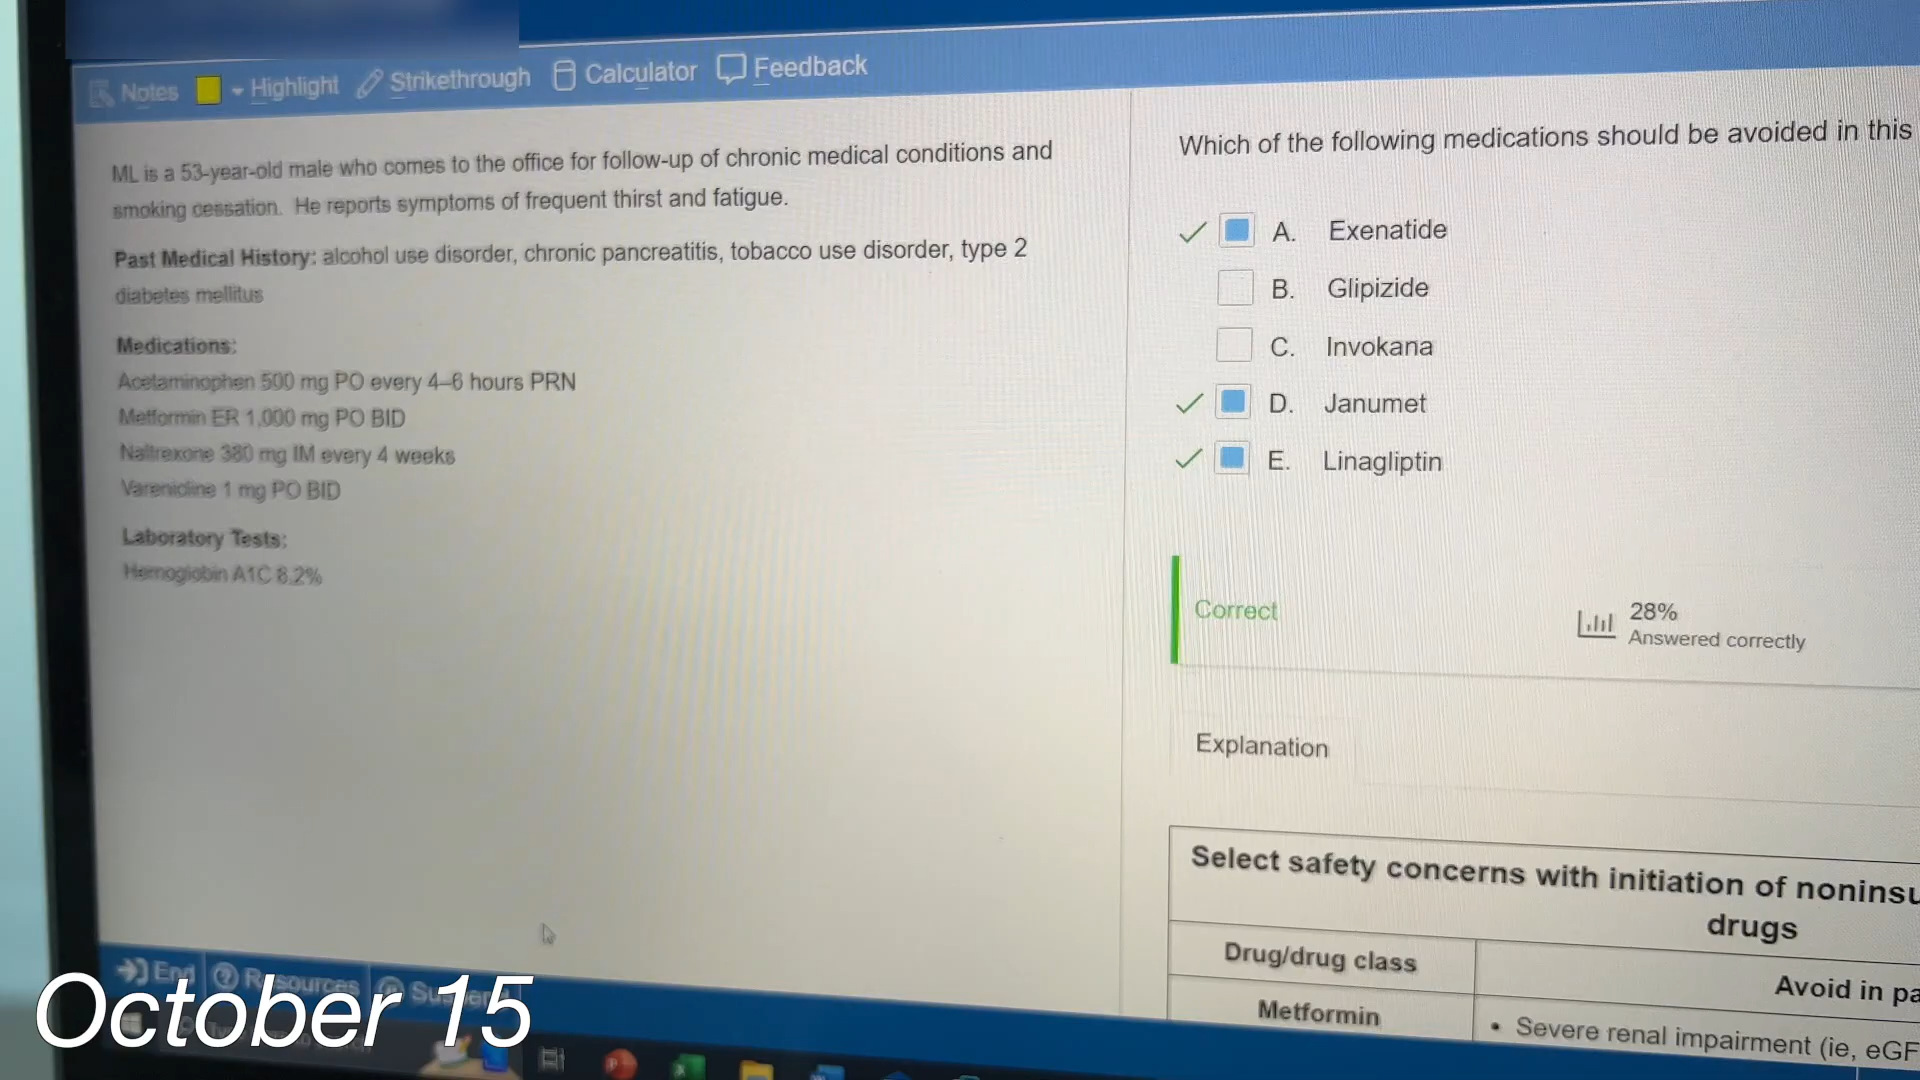 Notes Highlight Strikethrough Calculator Feedback
ML is a 53-year-old male who comes to the office for follow-up of chronic medical conditions and
smoking cessation. He reports symptoms of frequent thirst and fatigue.
Past Medical History: alcohol use disorder, chronic pancreatitis, tobacco use disorder, type 2
diabetes mellitus
Medications:
Acetaminophen 500 mg PO every 4–6 hours PRN
Metformin ER 1,000 mg PO BID
Naltrexone 380 mg IM every 4 weeks
Varenicline 1 mg PO BID
Laboratory Tests:
Hemoglobin A1C 8.2%
Which of the following medications should be avoided in this
A. Exenatide
B. Glipizide
C. Invokana
D. Janumet
E. Linagliptin
Correct
28%
Answered correctly
Explanation
Select safety concerns with initiation of noninsu
drugs
Drug/drug class
Avoid in pa
Metformin
• Severe renal impairment (ie, eGF
End Resources Suspend
October 15